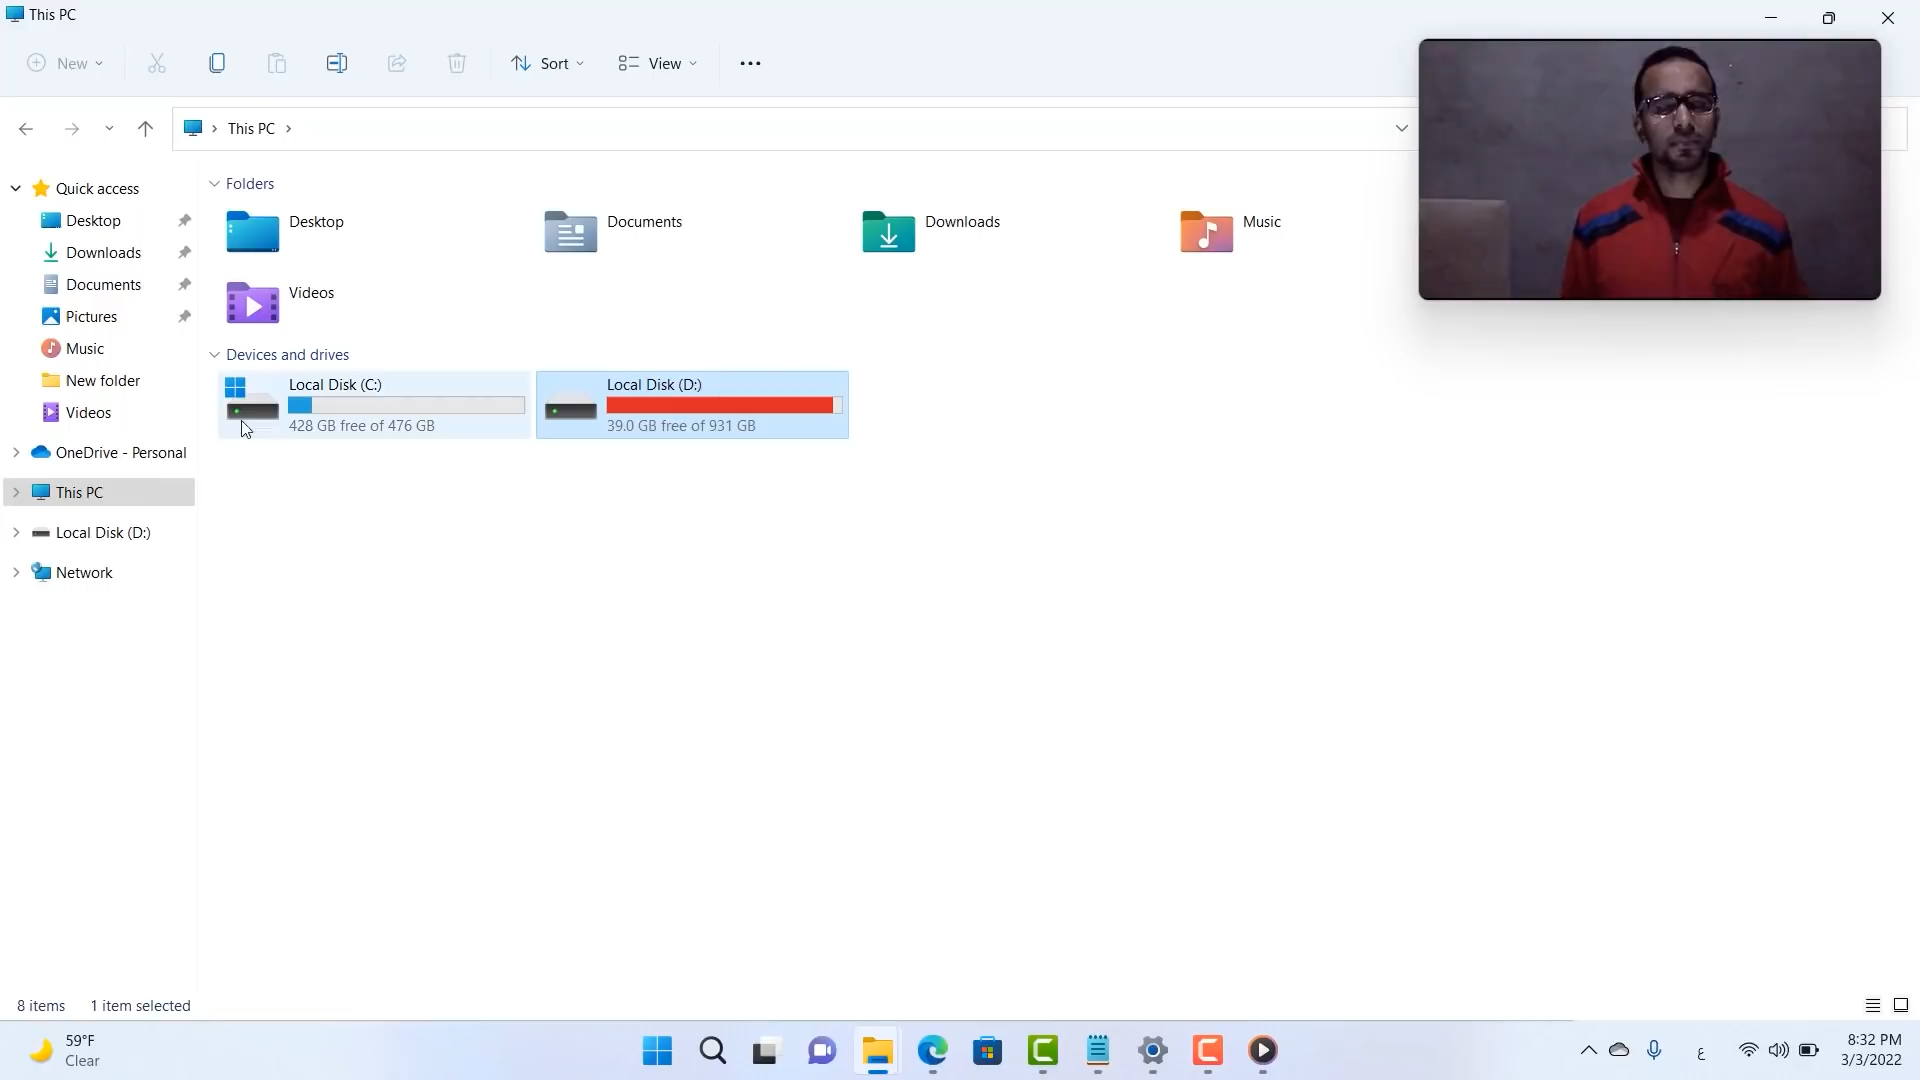 This PC
New
Sort
View
This PC
Quick access
Desktop
Downloads
Documents
Pictures
Music
New folder
Videos
OneDrive - Personal
This PC
Local Disk (D:)
Network
Folders
Desktop
Documents
Downloads
Music
Videos
Devices and drives
Local Disk (C:)
428 GB free of 476 GB
Local Disk (D:)
39.0 GB free of 931 GB
8 items 1 item selected
59°F
Clear
ع
8:32 PM
3/3/2022